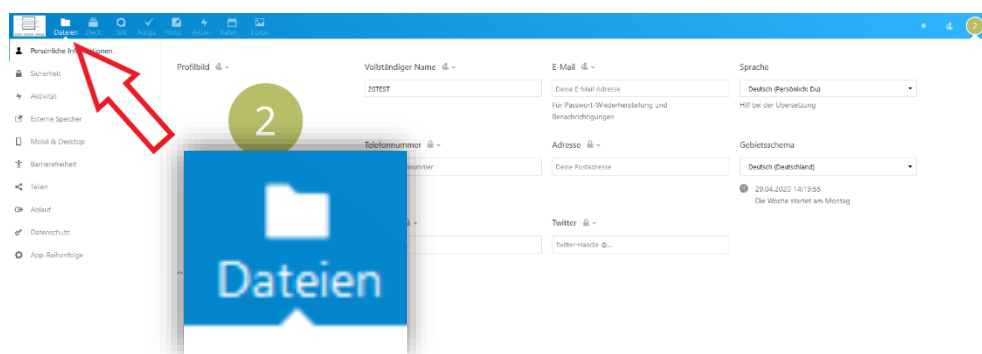 Dateien Deck Talk Aufga Notiz Aktivi Kalen Fotos
2
Persönliche Informationen
Sicherheit
Aktivität
Externe Speicher
Mobil & Desktop
Barrierefreiheit
Teilen
Ablauf
Datenschutz
App-Reihenfolge
Profilbild
2
Vollständiger Name
20TEST
E-Mail
Deine E-Mail-Adresse
Für Passwort-Wiederherstellung und
Benachrichtigungen
Sprache
Deutsch (Persönlich: Du)
Hilf bei der Übersetzung
Telefonnummer
Adresse
Deine Postadresse
Gebietsschema
Deutsch (Deutschland)
29.04.2020 14:19:55
Die Woche startet am Montag
Twitter
Twitter-Handle @...
Dateien